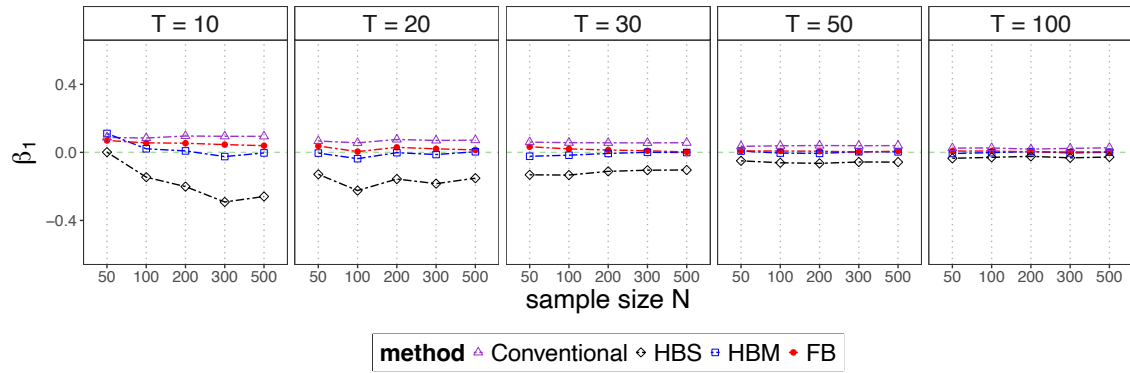 T = 10 T = 20 T = 30 T = 50 T = 100
β1
0.4
0.0
−0.4
50 100 200 300 500 50 100 200 300 500 50 100 200 300 500 50 100 200 300 500 50 100 200 300 500
sample size N
method Conventional HBS HBM FB